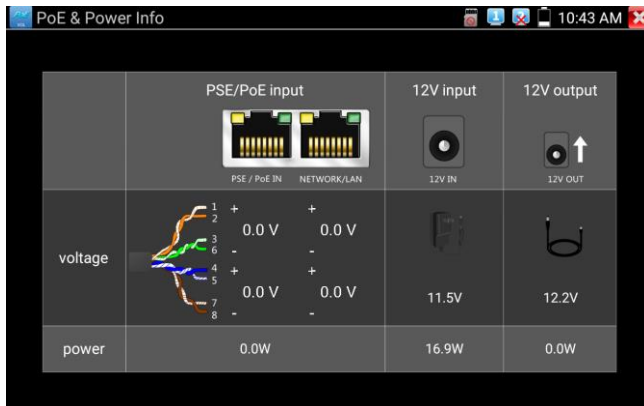 PoE & Power Info
10:43 AM
PSE/PoE input
12V input
12V output
PSE / PoE IN
NETWORK/LAN
12V IN
12V OUT
voltage
1
2
3
6
4
5
7
8
+ +
0.0 V 0.0 V
- -
+ +
0.0 V 0.0 V
- -
11.5V
12.2V
power
0.0W
16.9W
0.0W